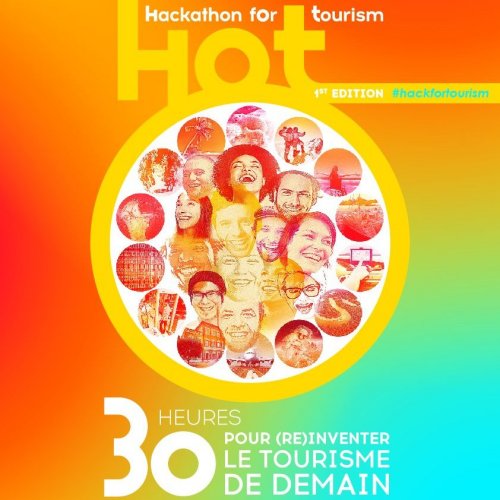 Hackathon for tourism
Hot
1ST EDITION #hackfortourism
30 HEURES
POUR (RE)INVENTER
LE TOURISME
DE DEMAIN